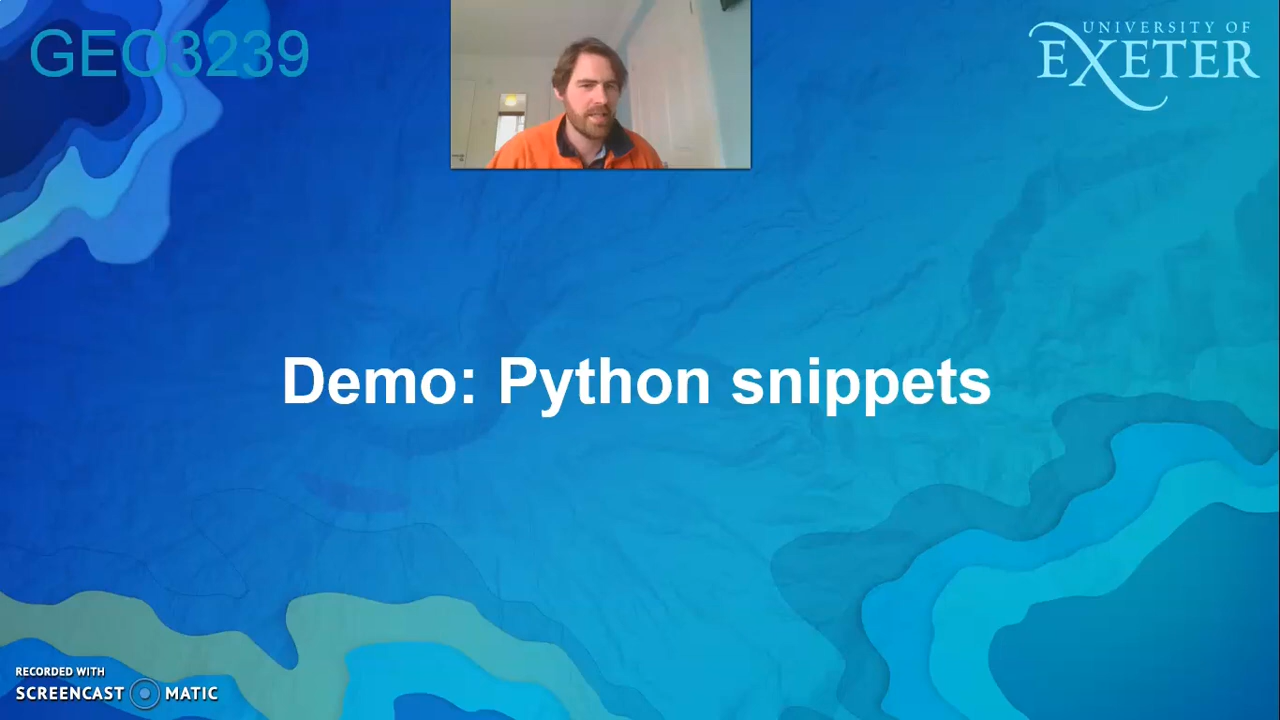 GEO3239
UNIVERSITY OF
EXETER
Demo: Python snippets
RECORDED WITH
SCREENCAST MATIC